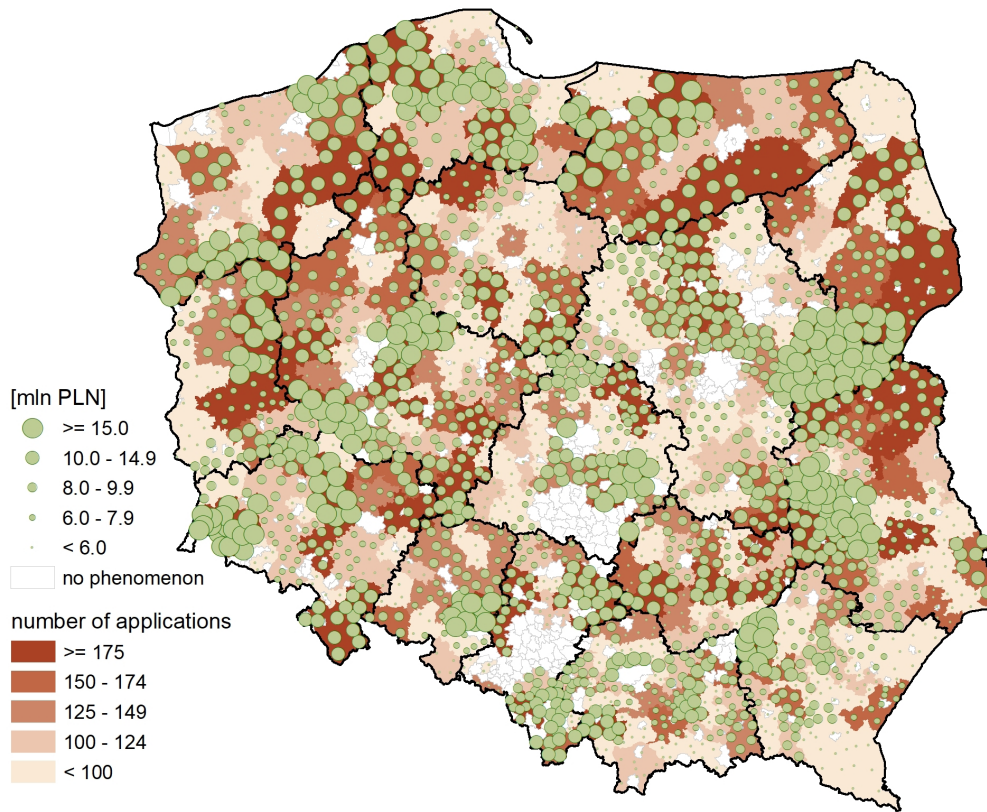 [mln PLN]
>= 15.0
10.0 - 14.9
8.0 - 9.9
6.0 - 7.9
< 6.0
no phenomenon
number of applications
>= 175
150 - 174
125 - 149
100 - 124
< 100